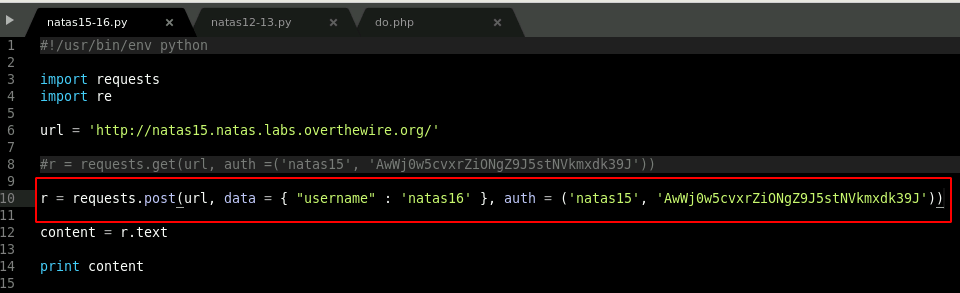 natas15-16.py × natas12-13.py × do.php ×
1 #!/usr/bin/env python
2
3 import requests
4 import re
5
6 url = 'http://natas15.natas.labs.overthewire.org/'
7
8 #r = requests.get(url, auth =('natas15', 'AwWj0w5cvxrZiONgZ9J5stNVkmxdk39J'))
9
10 r = requests.post(url, data = { "username" : 'natas16' }, auth = ('natas15', 'AwWj0w5cvxrZiONgZ9J5stNVkmxdk39J'))
11
12 content = r.text
13
14 print content
15